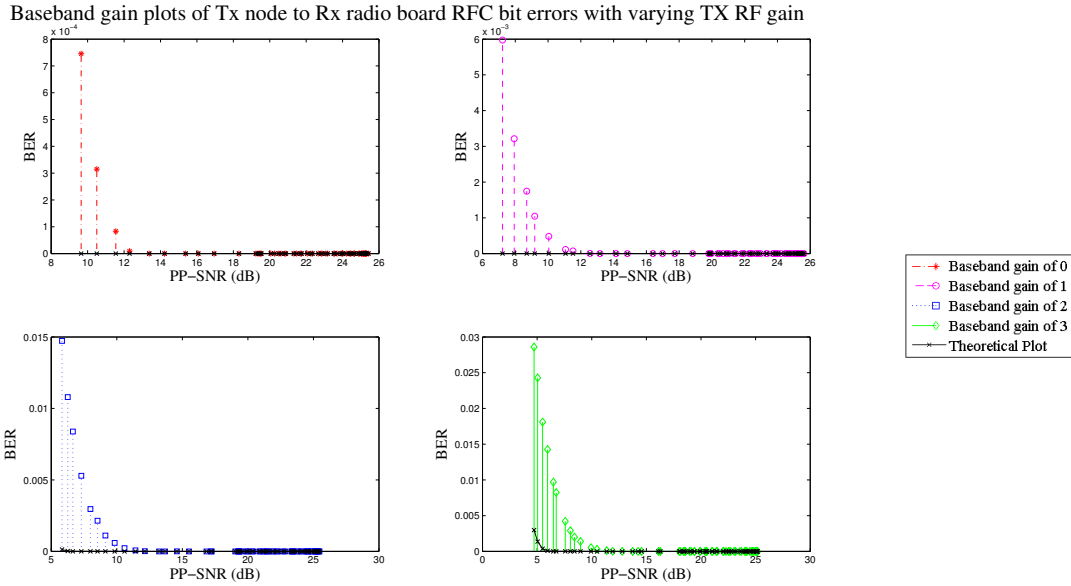 Baseband gain plots of Tx node to Rx radio board RFC bit errors with varying TX RF gain
x 10⁻⁴
8
7
6
5
4
3
2
1
0
BER
8 10 12 14 16 18 20 22 24 26
PP−SNR (dB)
x 10⁻³
6
5
4
3
2
1
0
BER
6 8 10 12 14 16 18 20 22 24 26
PP−SNR (dB)
Baseband gain of 0
Baseband gain of 1
Baseband gain of 2
Baseband gain of 3
Theoretical Plot
0.015
0.01
0.005
0
BER
5 10 15 20 25 30
PP−SNR (dB)
0.03
0.025
0.02
0.015
0.01
0.005
0
BER
0 5 10 15 20 25 30
PP−SNR (dB)